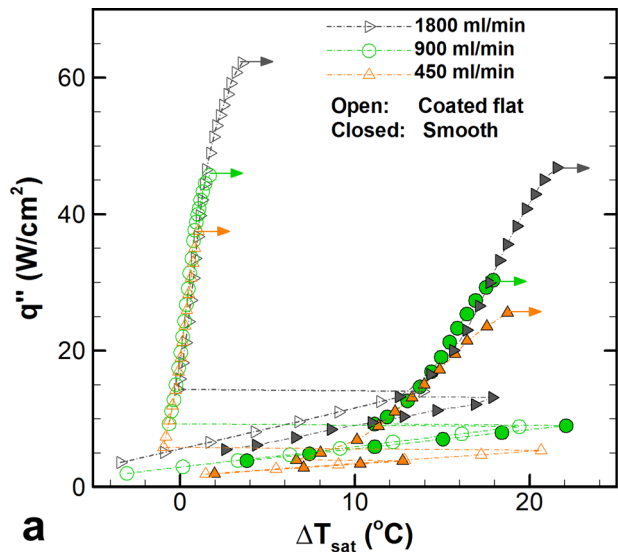 1800 ml/min
900 ml/min
450 ml/min
Open: Coated flat
Closed: Smooth
60
40
20
0
q" (W/cm²)
0 10 20
ΔT_sat (°C)
a